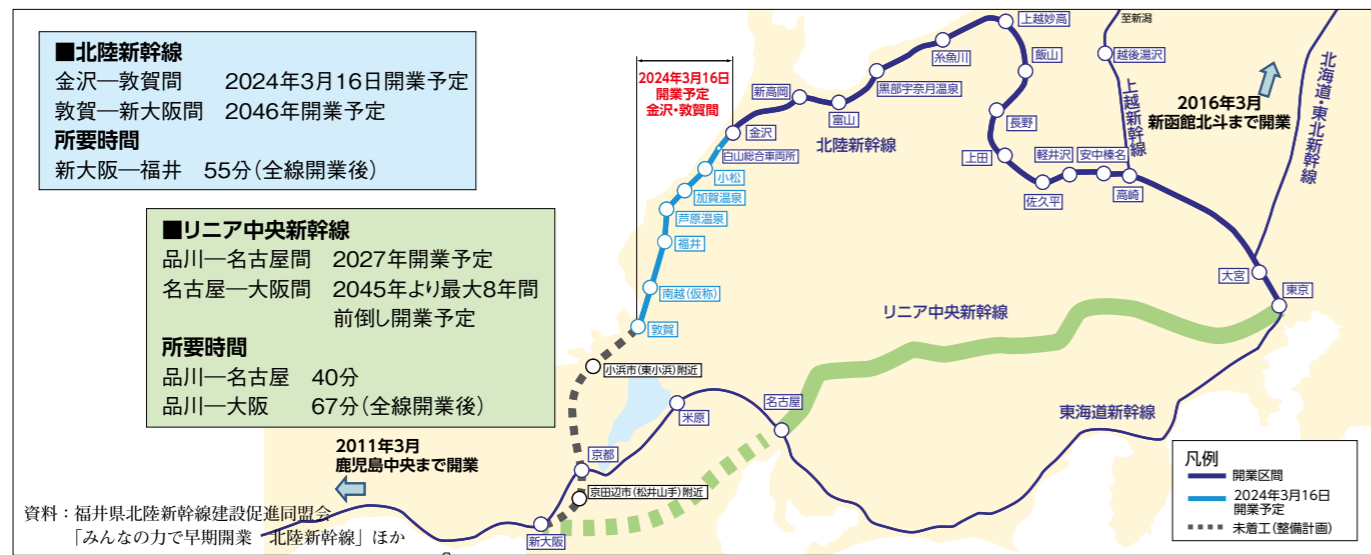 ■北陸新幹線
金沢―敦賀間 2024年3月16日開業予定
敦賀―新大阪間 2046年開業予定
所要時間
新大阪―福井 55分(全線開業後)
■リニア中央新幹線
品川―名古屋間 2027年開業予定
名古屋―大阪間 2045年より最大8年間
前倒し開業予定
所要時間
品川―名古屋 40分
品川―大阪 67分(全線開業後)
2024年3月16日
開業予定
金沢・敦賀間
上越妙高
至新潟
糸魚川
飯山
越後湯沢
黒部宇奈月温泉
新高岡
富山
金沢
北陸新幹線
長野
上越新幹線
北海道・東北新幹線
2016年3月
新函館北斗まで開業
白山総合車両所
小松
加賀温泉
芦原温泉
福井
南越(仮称)
敦賀
上田
軽井沢
安中榛名
佐久平
高崎
大宮
東京
リニア中央新幹線
小浜市(東小浜)附近
米原
名古屋
東海道新幹線
京都
京田辺市(松井山手)附近
新大阪
2011年3月
鹿児島中央まで開業
凡例
開業区間
2024年3月16日
開業予定
未着工(整備計画)
資料:福井県北陸新幹線建設促進同盟会
「みんなの力で早期開業 北陸新幹線」ほか